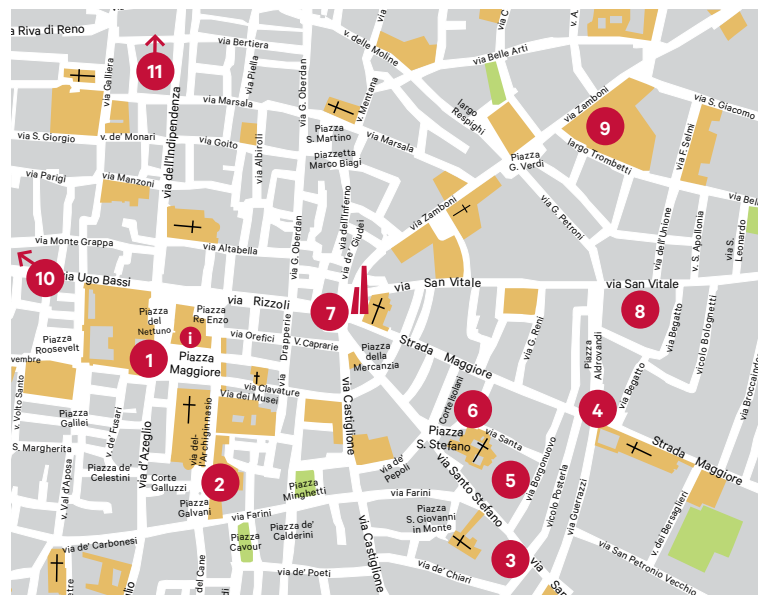 a Riva di Reno
via Bertiera
v. delle Moline
via C
v. A.
via Belle Arti
via Galliera
11
via Piella
via G. Oberdan
v. Mentana
via Marsala
largo
Respighi
via Zamboni
via S. Giacomo
9
via S. Giorgio
v. de' Monari
via dell'Indipendenza
via Goito
via Albiroli
Piazza
S. Martino
via Marsala
piazzetta
Marco Biagi
Piazza
G. Verdi
largo Trombetti
via F. Selmi
via Parigi
via Manzoni
via Bel
via G. Oberdan
via dell'Inferno
via de' Giudei
via Zamboni
via G. Petroni
via dell'Unione
v. S. Apollonia
via S.
Leonardo
via Monte Grappa
via Altabella
10
ia Ugo Bassi
via Rizzoli
7
via San Vitale
via San Vitale
8
Piazza
del
Nettuno
Piazza
Re Enzo
i
via Orefici
via Drapperie
v. Caprarie
Piazza
Roosevelt
1
Piazza
Maggiore
Piazza
della
Mercanzia
Strada Maggiore
via G. Reni
Piazza
Aldrovandi
via Begatto
vicolo Bolognetti
ovembre
v. Volto Santo
via Clavature
Via dei Musei
via Castiglione
Corte Isolani
6
4
via Begatto
via Broccaindo
Piazza
Galilei
v. de' Fusari
via del-
l'Archiginnasio
Piazza
S. Stefano
via Santa
Strada Maggiore
S. Margherita
v. Val d'Aposa
via d'Azeglio
Piazza de'
Celestini
Corte
Galluzzi
2
via de'
Pepoli
5
via Borgonuovo
vicolo Posterla
via Guerrazzi
Piazza
Galvani
Piazza
Minghetti
via Farini
via Farini
via Santo Stefano
v. dei Bersaglieri
Piazza
Cavour
Piazza de'
Calderini
via Castiglione
Piazza
S. Giovanni
in Monte
3
via de' Carbonesi
del Cane
via de' Poeti
via de' Chiari
via San
via San Petronio Vecchio